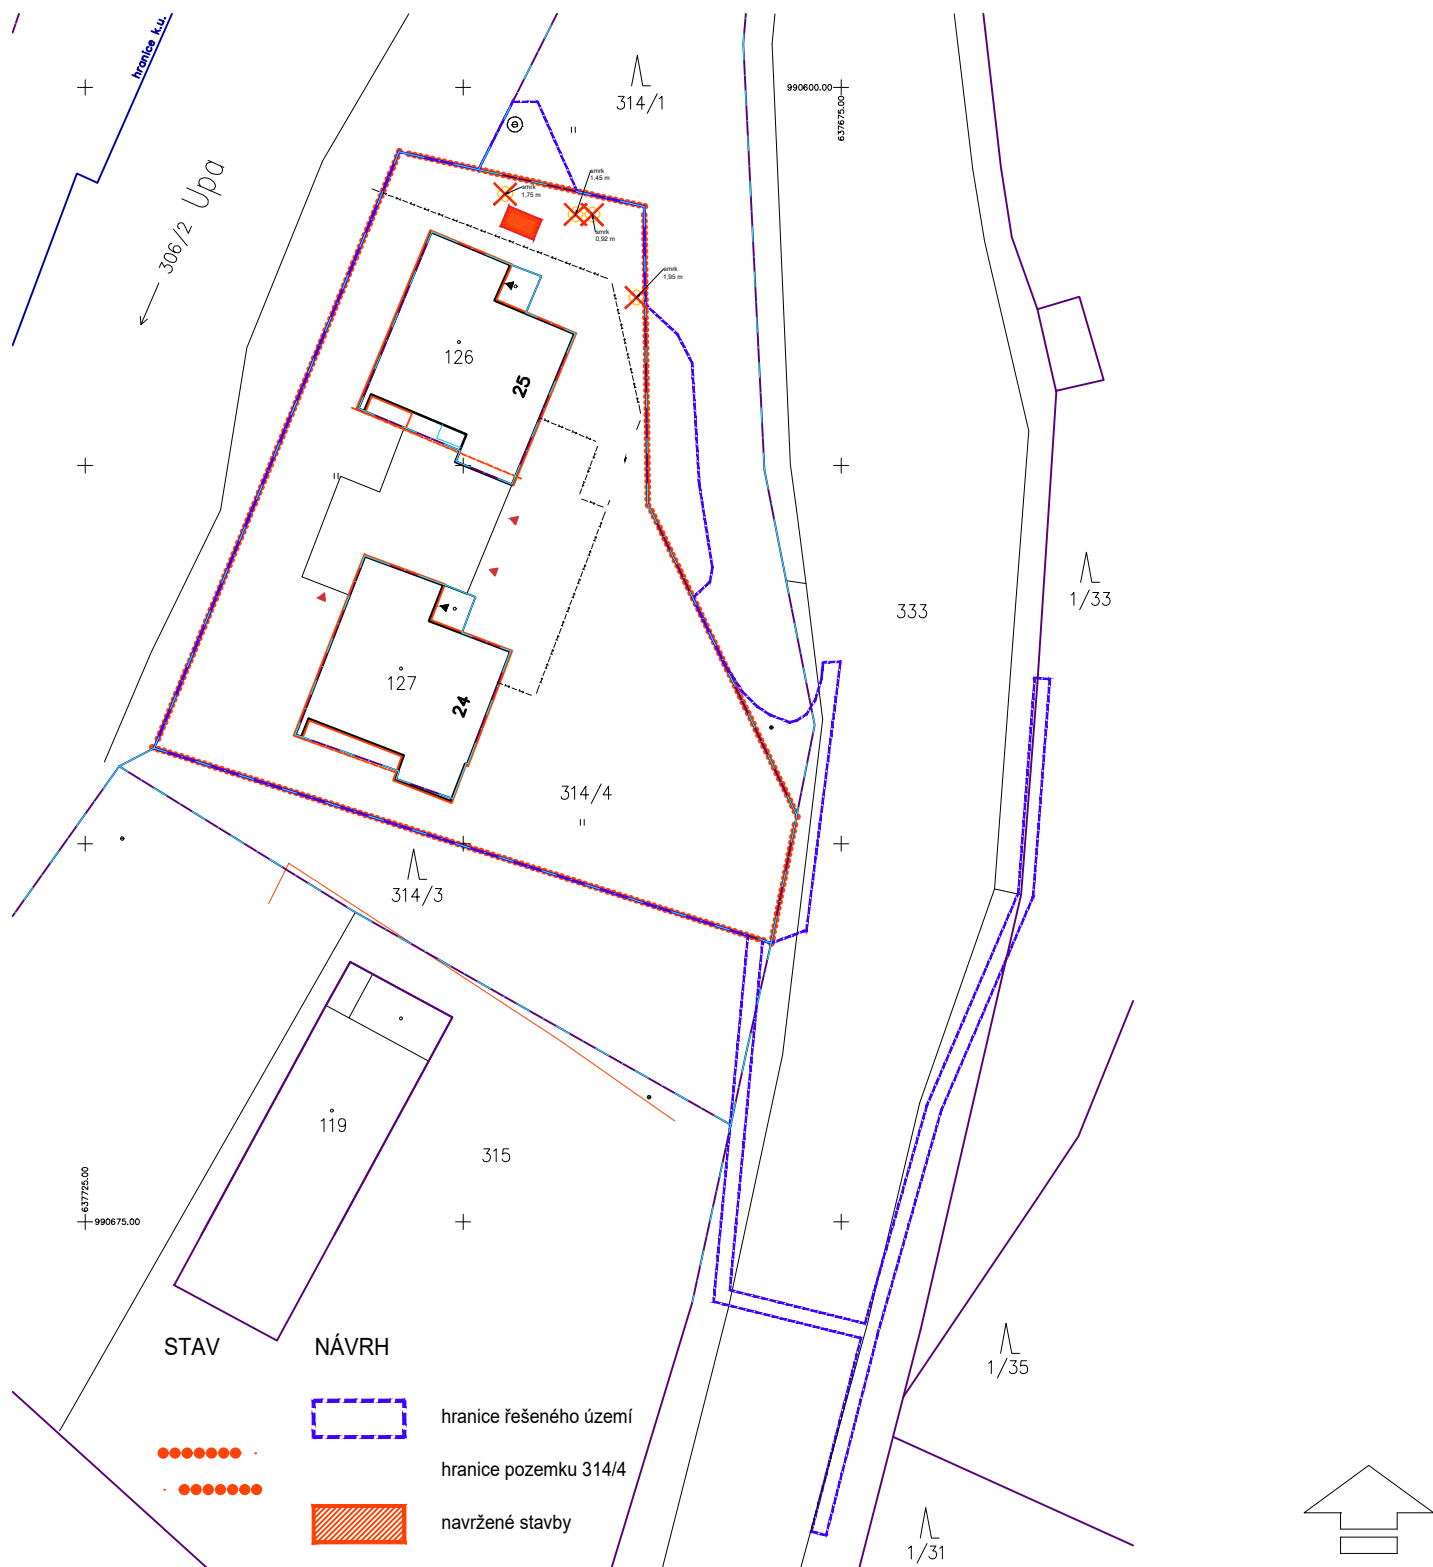 hranice k.u.
314/1
990600.00
637675.00
306/2 Upa
smrk
1,45 m
smrk
1,75 m
smrk
0,92 m
smrk
1,95 m
126
25
333
1/33
127
24
314/4
314/3
119
315
637725.00
990675.00
STAV
NÁVRH
1/35
hranice řešeného území
hranice pozemku 314/4
navržené stavby
1/31